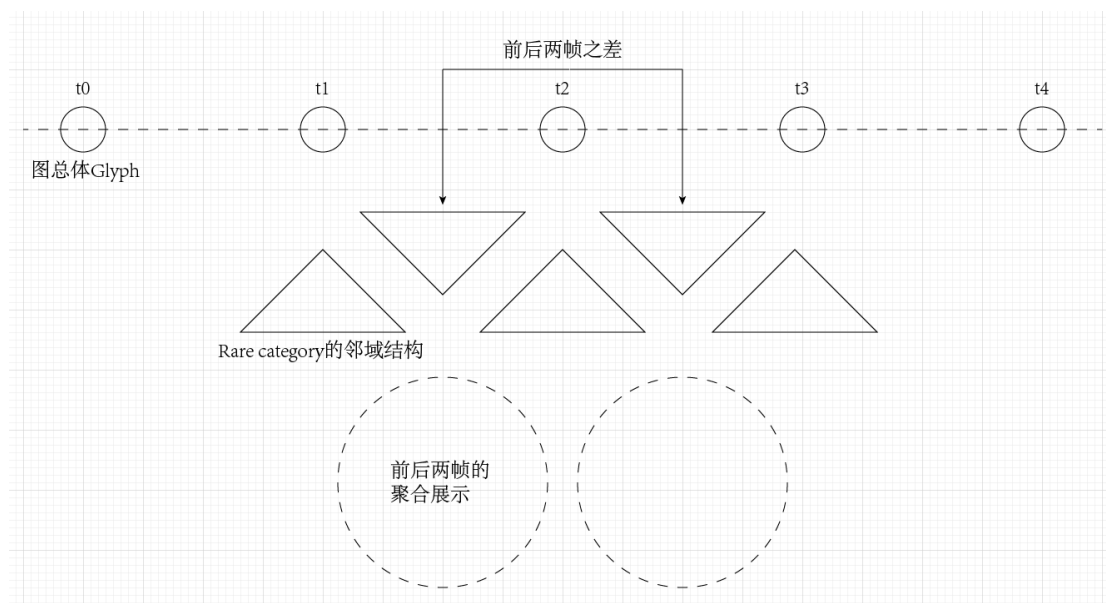 前后两帧之差
t0
t1
t2
t3
t4
图总体Glyph
Rare category的邻域结构
前后两帧的
聚合展示